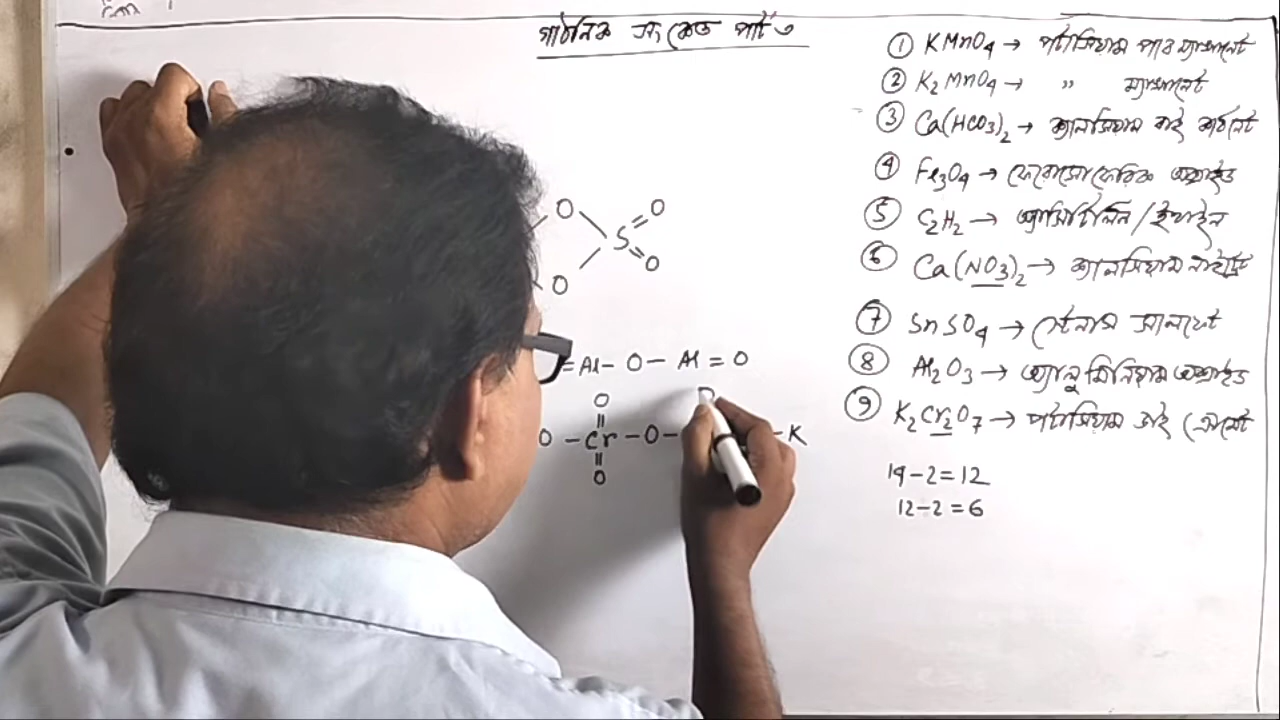 গাঠনিক সংকেত পার্ট ৩
① KMnO4 → পটাসিয়াম পারম্যাঙ্গানেট
② K2MnO4 → " ম্যাঙ্গানেট
③ Ca(HCO3)2 → ক্যালসিয়াম বাই কার্বনেট
④ Fe3O4 → ফেরোসোফেরিক অক্সাইড
⑤ C2H2 → অ্যাসিটিলিন / ইথাইন
⑥ Ca(NO3)2 → ক্যালসিয়াম নাইট্রেট
⑦ SnSO4 → স্টেনাস সালফেট
⑧ Al2O3 → অ্যালুমিনিয়াম অক্সাইড
⑨ K2Cr2O7 → পটাসিয়াম ডাই ক্রোমেট
14-2=12
12-2=6
O
O
S
O
O
=Al-O-Al=O
O
O-Cr-O-
-K
O